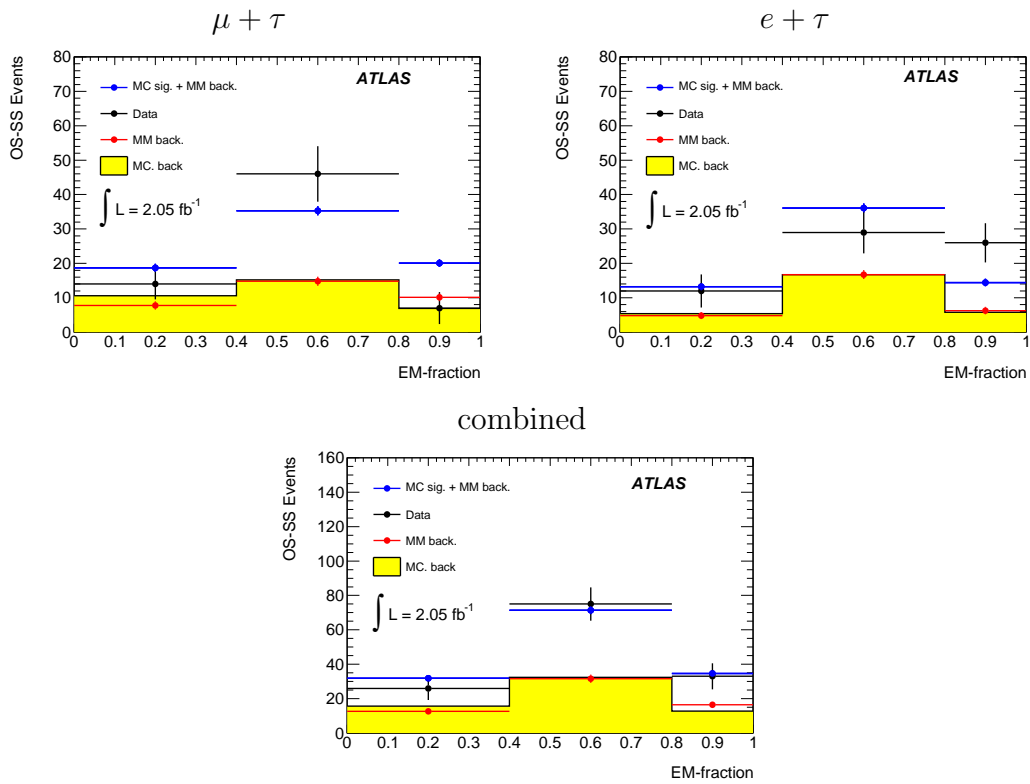 μ + τ
80
70
60
50
40
30
20
10
0
OS-SS Events
ATLAS
MC sig. + MM back.
Data
MM back.
MC. back
∫ L = 2.05 fb⁻¹
0 0.1 0.2 0.3 0.4 0.5 0.6 0.7 0.8 0.9 1
EM-fraction
e + τ
80
70
60
50
40
30
20
10
0
OS-SS Events
ATLAS
MC sig. + MM back.
Data
MM back.
MC. back
∫ L = 2.05 fb⁻¹
0 0.1 0.2 0.3 0.4 0.5 0.6 0.7 0.8 0.9 1
EM-fraction
combined
160
140
120
100
80
60
40
20
0
OS-SS Events
ATLAS
MC sig. + MM back.
Data
MM back.
MC. back
∫ L = 2.05 fb⁻¹
0 0.1 0.2 0.3 0.4 0.5 0.6 0.7 0.8 0.9 1
EM-fraction